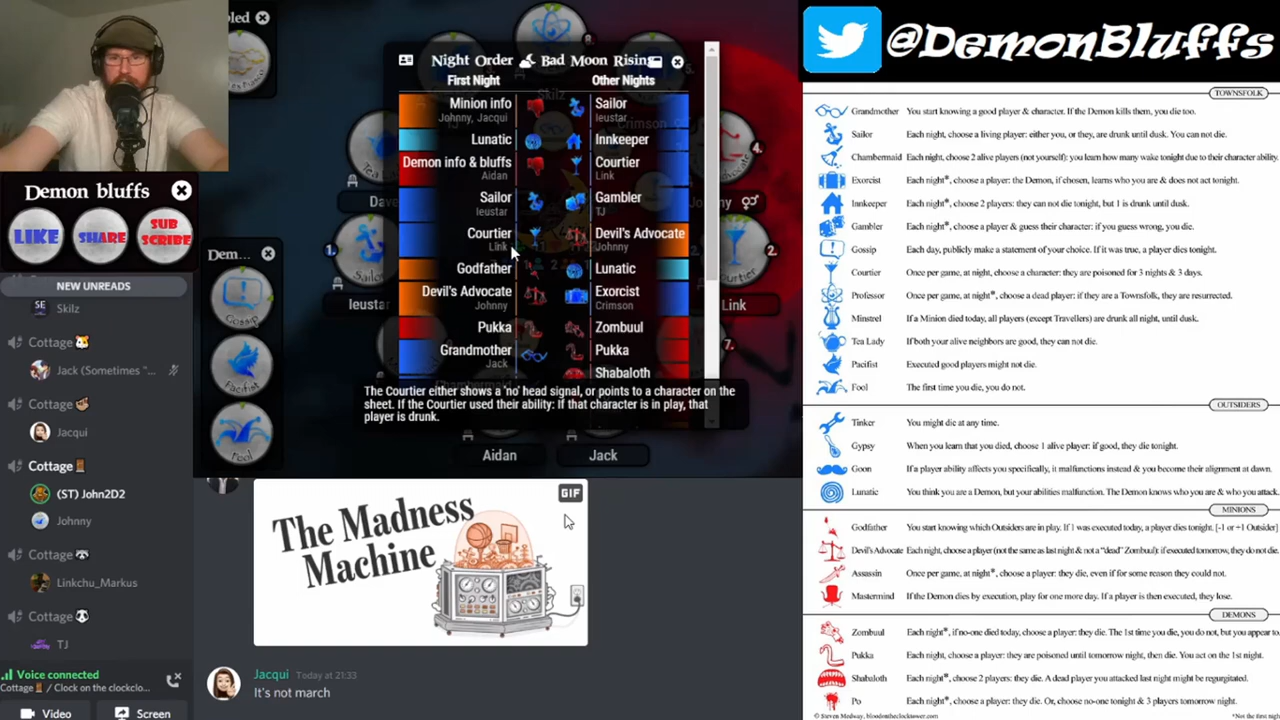 Demon bluffs
LIKE
SHARE
SUB
SCRIBE
NEW UNREADS
SE
Skilz
Cottage
Jack (Sometimes "...
Cottage
Jacqui
Cottage
(ST) John2D2
Johnny
Cottage
Linkchu_Markus
Cottage
TJ
Voice connected
Cottage / Clock on the clockto...
Video
Screen
Dem...
Gossip
Pacifist
Fool
Night Order
Bad Moon Rising
First Night
Other Nights
Minion info
Johnny, Jacqui
Lunatic
Demon info & bluffs
Aidan
Sailor
leustar
Courtier
Link
Godfather
Devil's Advocate
Johnny
Pukka
Grandmother
Jack
Sailor
leustar
Innkeeper
Courtier
Link
Gambler
TJ
Devil's Advocate
Johnny
Lunatic
Exorcist
Crimson
Zombuul
Pukka
Shabaloth
The Courtier either shows a 'no' head signal, or points to a character on the
sheet. If the Courtier used their ability: If that character is in play, that
player is drunk.
1.
Sailor
leustar
8.
Skilz
4.
2.
Link
7.
Aidan
Jack
The Madness
Machine
GIF
Jacqui Today at 21:33
It's not march
@DemonBluffs
TOWNSFOLK
Grandmother You start knowing a good player & character. If the Demon kills them, you die too.
Sailor Each night, choose a living player: either you, or they, are drunk until dusk. You can not die.
Chambermaid Each night, choose 2 alive players (not yourself): you learn how many wake tonight due to their character ability.
Exorcist Each night*, choose a player: the Demon, if chosen, learns who you are & does not act tonight.
Innkeeper Each night*, choose 2 players: they can not die tonight, but 1 is drunk until dusk.
Gambler Each night*, choose a player & guess their character: if you guess wrong, you die.
Gossip Each day, publicly make a statement of your choice. If it was true, a player dies tonight.
Courtier Once per game, at night, choose a character: they are poisoned for 3 nights & 3 days.
Professor Once per game, at night*, choose a dead player: if they are a Townsfolk, they are resurrected.
Minstrel If a Minion died today, all players (except Travellers) are drunk all night, until dusk.
Tea Lady If both your alive neighbors are good, they can not die.
Pacifist Executed good players might not die.
Fool The first time you die, you do not.
OUTSIDERS
Tinker You might die at any time.
Gypsy When you learn that you died, choose 1 alive player: if good, they die tonight.
Goon If a player ability affects you specifically, it malfunctions instead & you become their alignment at dawn.
Lunatic You think you are a Demon, but your abilities malfunction. The Demon knows who you are & who you attack.
MINIONS
Godfather You start knowing which Outsiders are in play. If 1 was executed today, a player dies tonight. [-1 or +1 Outsider]
Devil's Advocate Each night, choose a player (not the same as last night & not a "dead" Zombuul): if executed tomorrow, they do not die.
Assassin Once per game, at night*, choose a player: they die, even if for some reason they could not.
Mastermind If the Demon dies by execution, play for one more day. If a player is then executed, they lose.
DEMONS
Zombuul Each night*, if no-one died today, choose a player: they die. The 1st time you die, you do not, but you appear to.
Pukka Each night, choose a player: they are poisoned until tomorrow night, then die. You act on the 1st night.
Shabaloth Each night*, choose 2 players: they die. A dead player you attacked last night might be regurgitated.
Po Each night*, choose a player: they die. Or, choose no-one tonight & 3 players tomorrow night.
© Steven Medway, bloodontheclocktower.com